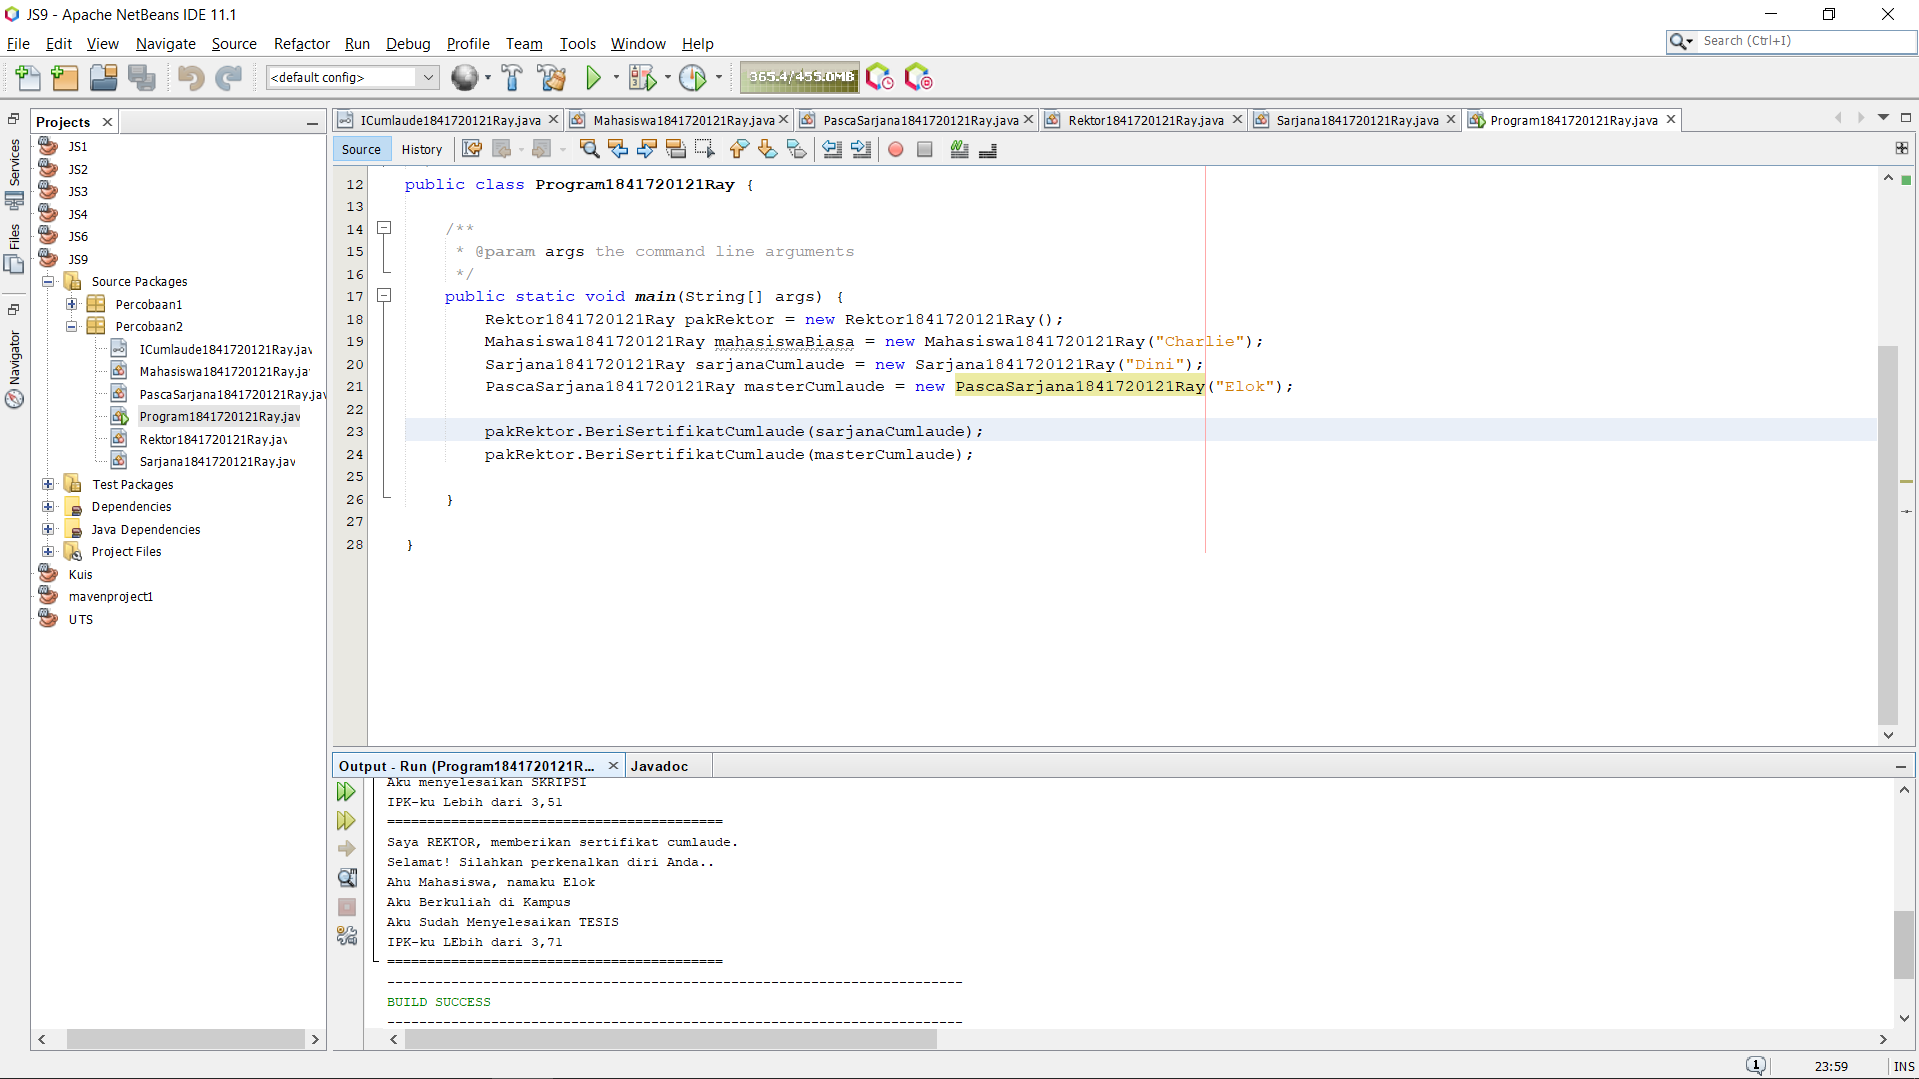 JS9 - Apache NetBeans IDE 11.1
File Edit View Navigate Source Refactor Run Debug Profile Team Tools Window Help
Search (Ctrl+I)
<default config>
365.4/455.0MB
Projects
Services
Files
Navigator
JS1
JS2
JS3
JS4
JS6
JS9
Source Packages
Percobaan1
Percobaan2
ICumlaude1841720121Ray.jav
Mahasiswa1841720121Ray.ja
PascaSarjana1841720121Ray.jav
Program1841720121Ray.jav
Rektor1841720121Ray.jav
Sarjana1841720121Ray.jav
Test Packages
Dependencies
Java Dependencies
Project Files
Kuis
mavenproject1
UTS
ICumlaude1841720121Ray.java Mahasiswa1841720121Ray.java PascaSarjana1841720121Ray.java Rektor1841720121Ray.java Sarjana1841720121Ray.java Program1841720121Ray.java
Source History
12 public class Program1841720121Ray {
13
14 /**
15 * @param args the command line arguments
16 */
17 public static void main(String[] args) {
18 Rektor1841720121Ray pakRektor = new Rektor1841720121Ray();
19 Mahasiswa1841720121Ray mahasiswaBiasa = new Mahasiswa1841720121Ray("Charlie");
20 Sarjana1841720121Ray sarjanaCumlaude = new Sarjana1841720121Ray("Dini");
21 PascaSarjana1841720121Ray masterCumlaude = new PascaSarjana1841720121Ray("Elok");
22
23 pakRektor.BeriSertifikatCumlaude(sarjanaCumlaude);
24 pakRektor.BeriSertifikatCumlaude(masterCumlaude);
25
26 }
27
28 }
Output - Run (Program1841720121R... Javadoc
Aku menyelesaikan SKRIPSI
IPK-ku Lebih dari 3,51
==========================================
Saya REKTOR, memberikan sertifikat cumlaude.
Selamat! Silahkan perkenalkan diri Anda..
Ahu Mahasiswa, namaku Elok
Aku Berkuliah di Kampus
Aku Sudah Menyelesaikan TESIS
IPK-ku LEbih dari 3,71
==========================================
------------------------------------------------------------------------
BUILD SUCCESS
------------------------------------------------------------------------
1
23:59
INS